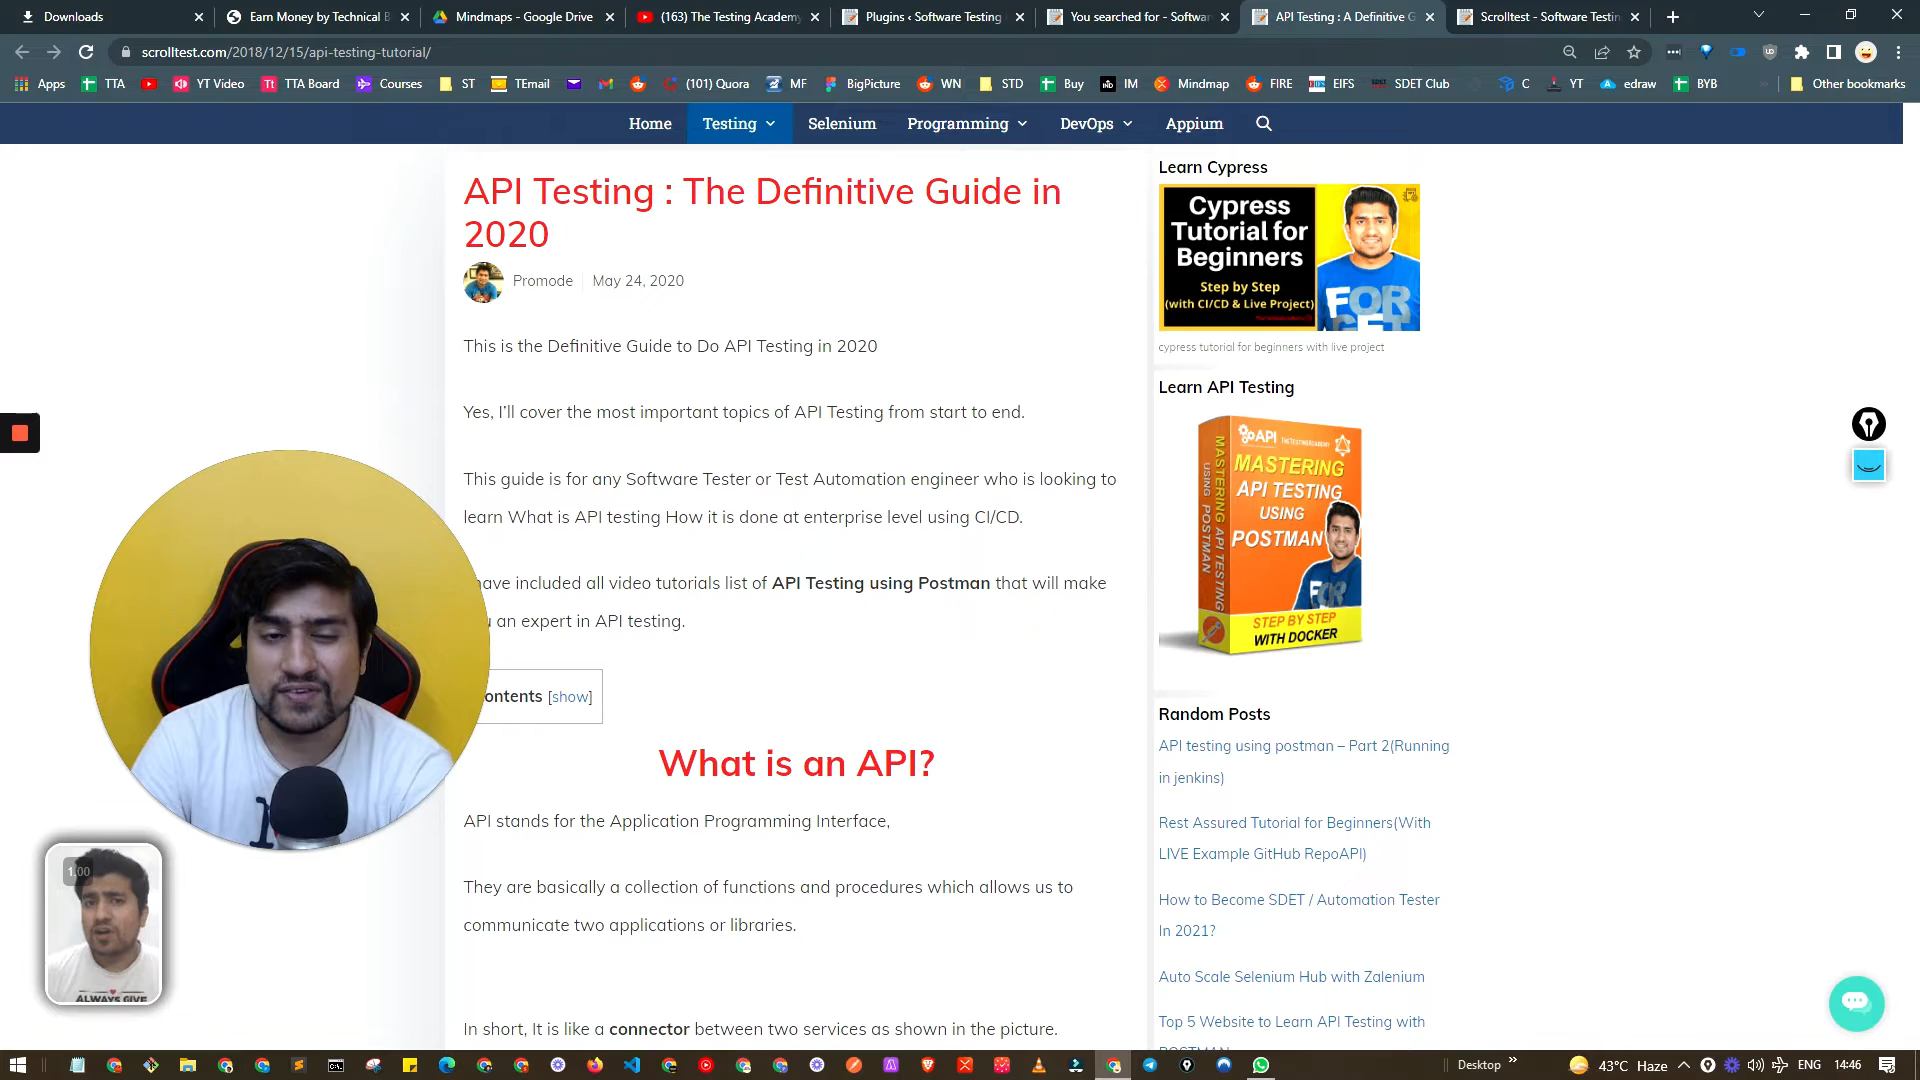 Downloads
Earn Money by Technical B
Mindmaps - Google Drive
(163) The Testing Academy
Plugins ‹ Software Testing
You searched for - Softwar
API Testing : A Definitive G
Scrolltest - Software Testin
scrolltest.com/2018/12/15/api-testing-tutorial/
Apps
TTA
YT Video
Tt TTA Board
Courses
ST
TEmail
(101) Quora
MF
BigPicture
WN
STD
Buy
IM
Mindmap
FIRE
EIFS
SDET Club
C
YT
edraw
BYB
Other bookmarks
Home
Testing
Selenium
Programming
DevOps
Appium
API Testing : The Definitive Guide in
2020
Promode
May 24, 2020
This is the Definitive Guide to Do API Testing in 2020
Yes, I’ll cover the most important topics of API Testing from start to end.
This guide is for any Software Tester or Test Automation engineer who is looking to
learn What is API testing How it is done at enterprise level using CI/CD.
have included all video tutorials list of API Testing using Postman that will make
an expert in API testing.
ontents [show]
What is an API?
API stands for the Application Programming Interface,
They are basically a collection of functions and procedures which allows us to
communicate two applications or libraries.
In short, It is like a connector between two services as shown in the picture.
Learn Cypress
Cypress
Tutorial for
Beginners
Step by Step
(with CI/CD & Live Project)
FOR
cypress tutorial for beginners with live project
Learn API Testing
API THETESTINGACADEMY
MASTERING
API TESTING
USING
POSTMAN
MASTERING API TESTING
USING POSTMAN
STEP BY STEP
WITH DOCKER
Random Posts
API testing using postman – Part 2(Running
in jenkins)
Rest Assured Tutorial for Beginners(With
LIVE Example GitHub RepoAPI)
How to Become SDET / Automation Tester
In 2021?
Auto Scale Selenium Hub with Zalenium
Top 5 Website to Learn API Testing with
POSTMAN
1.00
ALWAYS GIVE
Desktop
43°C Haze
ENG
14:46